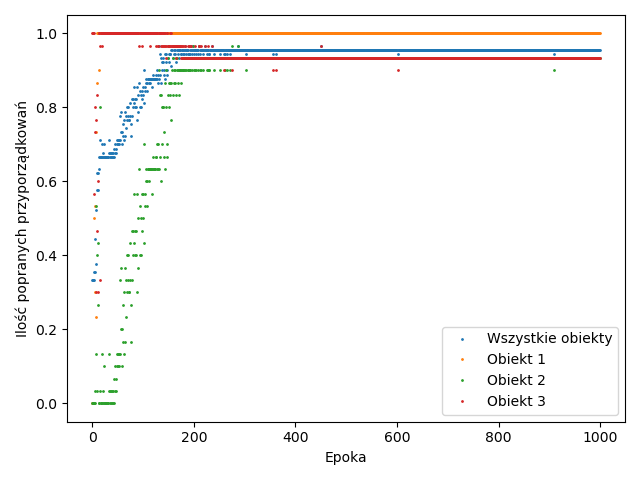 1.0
0.8
0.6
0.4
0.2
0.0
Ilość popranych przyporządkowań
Wszystkie obiekty
Obiekt 1
Obiekt 2
Obiekt 3
0 200 400 600 800 1000
Epoka